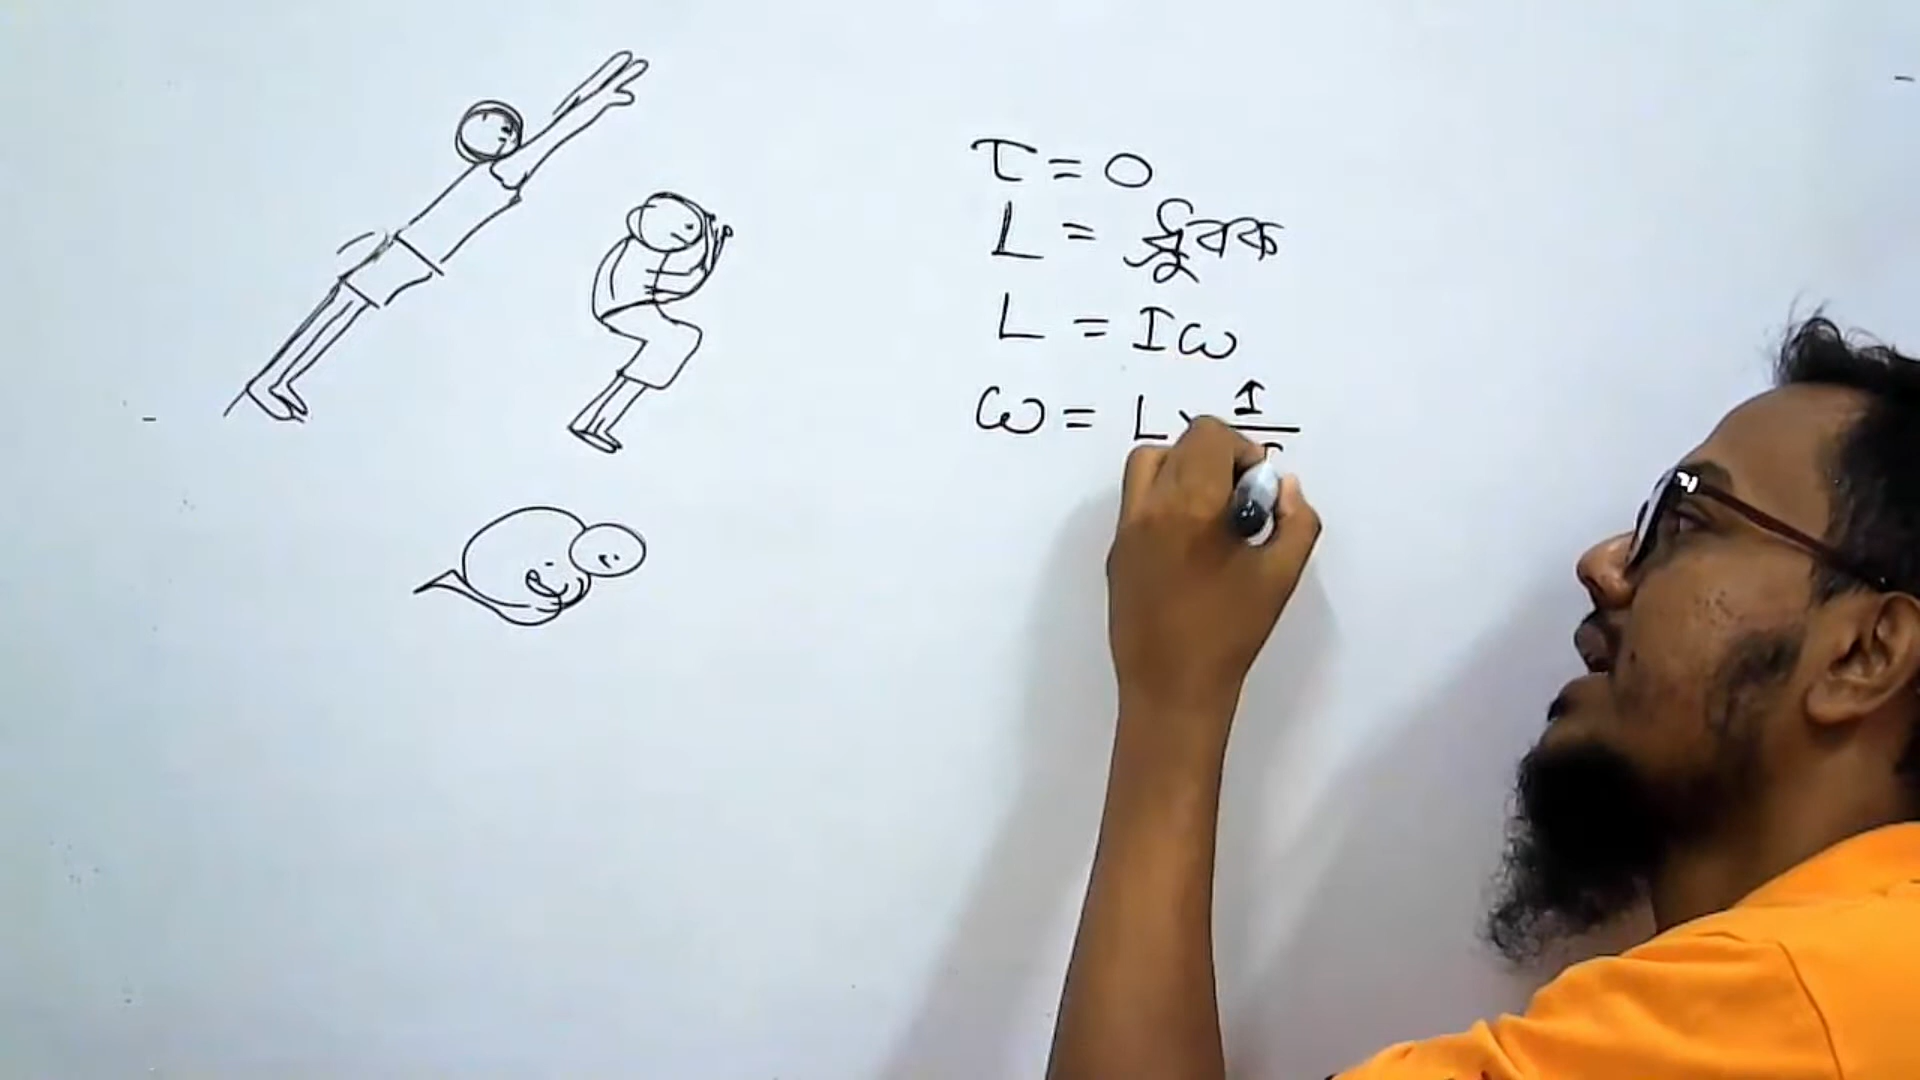 τ = 0
L = ধ্রুবক
L = Iω
ω = L × 1/